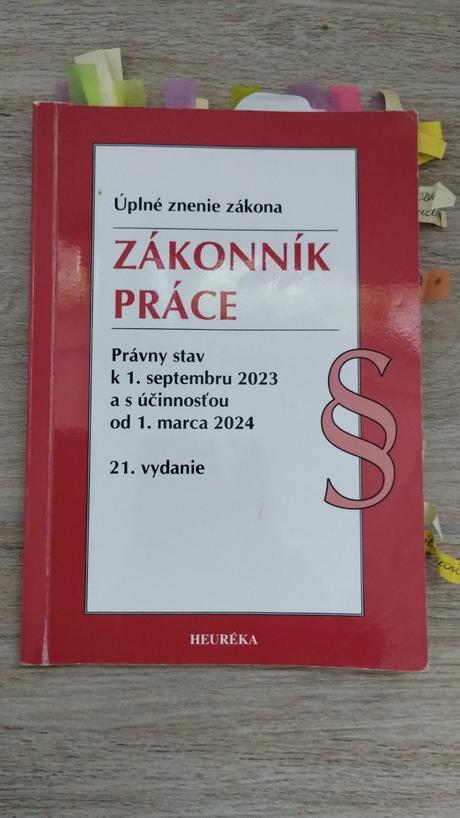 Úplné znenie zákona
ZÁKONNÍK
PRÁCE
Právny stav
k 1. septembru 2023
a s účinnosťou
od 1. marca 2024
21. vydanie
§
HEURÉKA